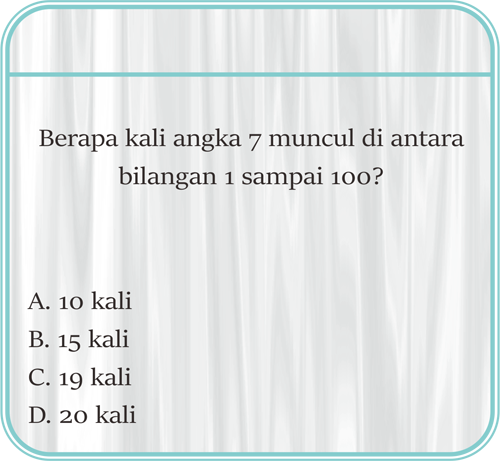 Berapa kali angka 7 muncul di antara
bilangan 1 sampai 100?
A. 10 kali
B. 15 kali
C. 19 kali
D. 20 kali